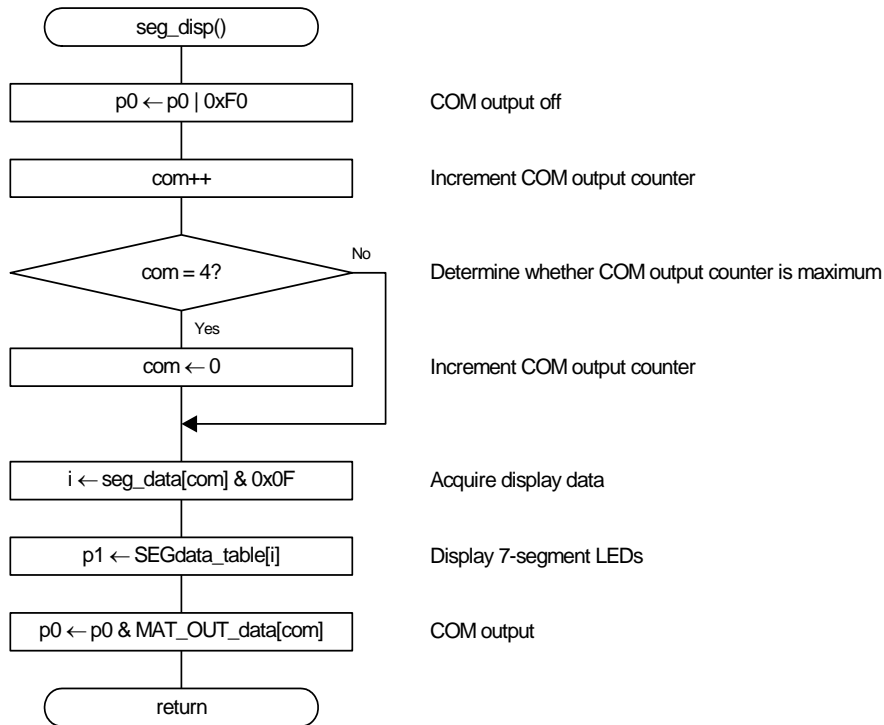 seg_disp()
p0 ← p0 | 0xF0 COM output off
com++ Increment COM output counter
No
com = 4? Determine whether COM output counter is maximum
Yes
com ← 0 Increment COM output counter
i ← seg_data[com] & 0x0F Acquire display data
p1 ← SEGdata_table[i] Display 7-segment LEDs
p0 ← p0 & MAT_OUT_data[com] COM output
return